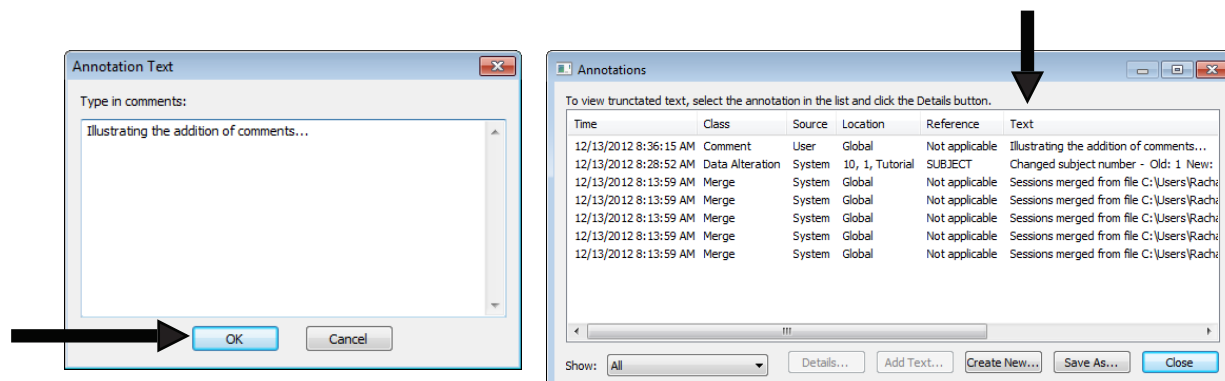 Annotation Text
Type in comments:
Illustrating the addition of comments...
OK Cancel
Annotations
To view trunctated text, select the annotation in the list and click the Details button.
Time Class Source Location Reference Text
12/13/2012 8:36:15 AM Comment User Global Not applicable Illustrating the addition of comments...
12/13/2012 8:28:52 AM Data Alteration System 10, 1, Tutorial SUBJECT Changed subject number - Old: 1 New:
12/13/2012 8:13:59 AM Merge System Global Not applicable Sessions merged from file C:\Users\Racha
12/13/2012 8:13:59 AM Merge System Global Not applicable Sessions merged from file C:\Users\Racha
12/13/2012 8:13:59 AM Merge System Global Not applicable Sessions merged from file C:\Users\Racha
12/13/2012 8:13:59 AM Merge System Global Not applicable Sessions merged from file C:\Users\Racha
12/13/2012 8:13:59 AM Merge System Global Not applicable Sessions merged from file C:\Users\Racha
Show: All Details... Add Text... Create New... Save As... Close